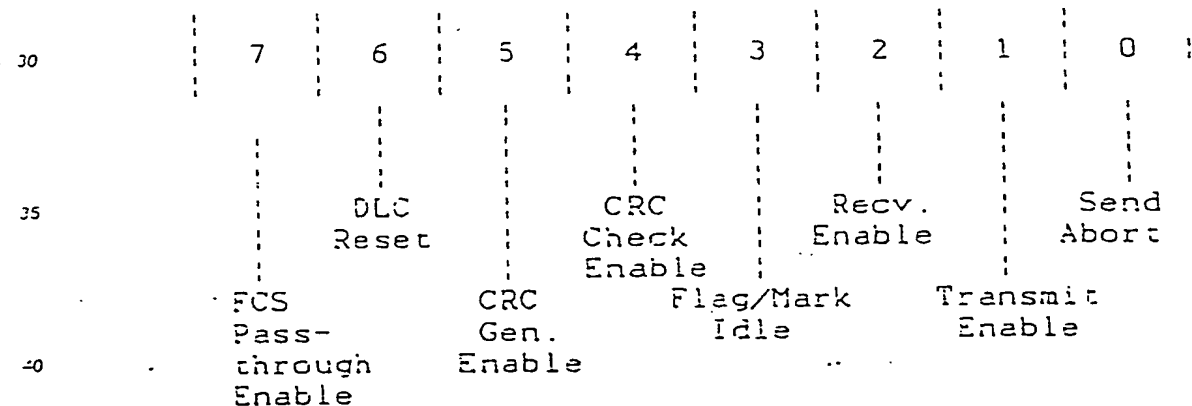 30 7 6 5 4 3 2 1 0
35 DLC CRC Recv. Send
Reset Check Enable Abort
Enable
FCS CRC Flag/Mark Transmit
Pass- Gen. Idle Enable
40 through Enable
Enable